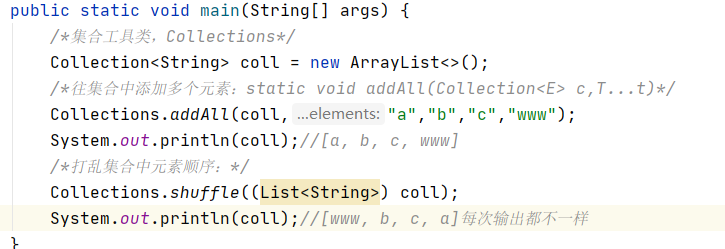 public static void main(String[] args) {
/*集合工具类，Collections*/
Collection<String> coll = new ArrayList<>();
/*往集合中添加多个元素：static void addAll(Collection<E> c,T...t)*/
Collections.addAll(coll, ...elements: "a","b","c","www");
System.out.println(coll);//[a, b, c, www]
/*打乱集合中元素顺序：*/
Collections.shuffle((List<String>) coll);
System.out.println(coll);//[www, b, c, a]每次输出都不一样
}